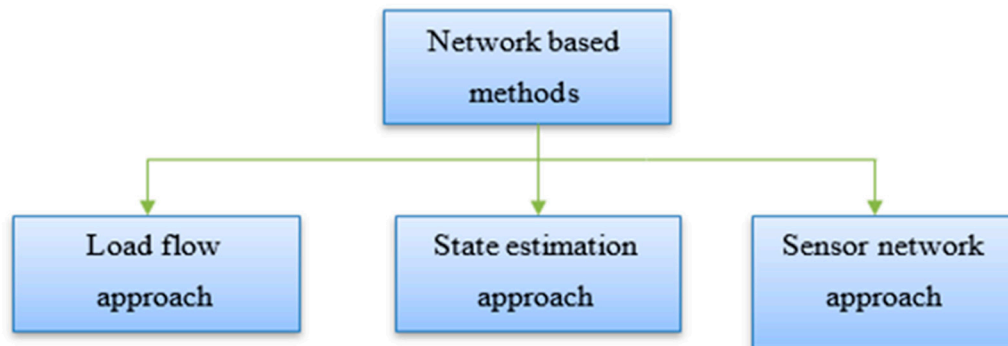 Network based
methods
Load flow
approach
State estimation
approach
Sensor network
approach